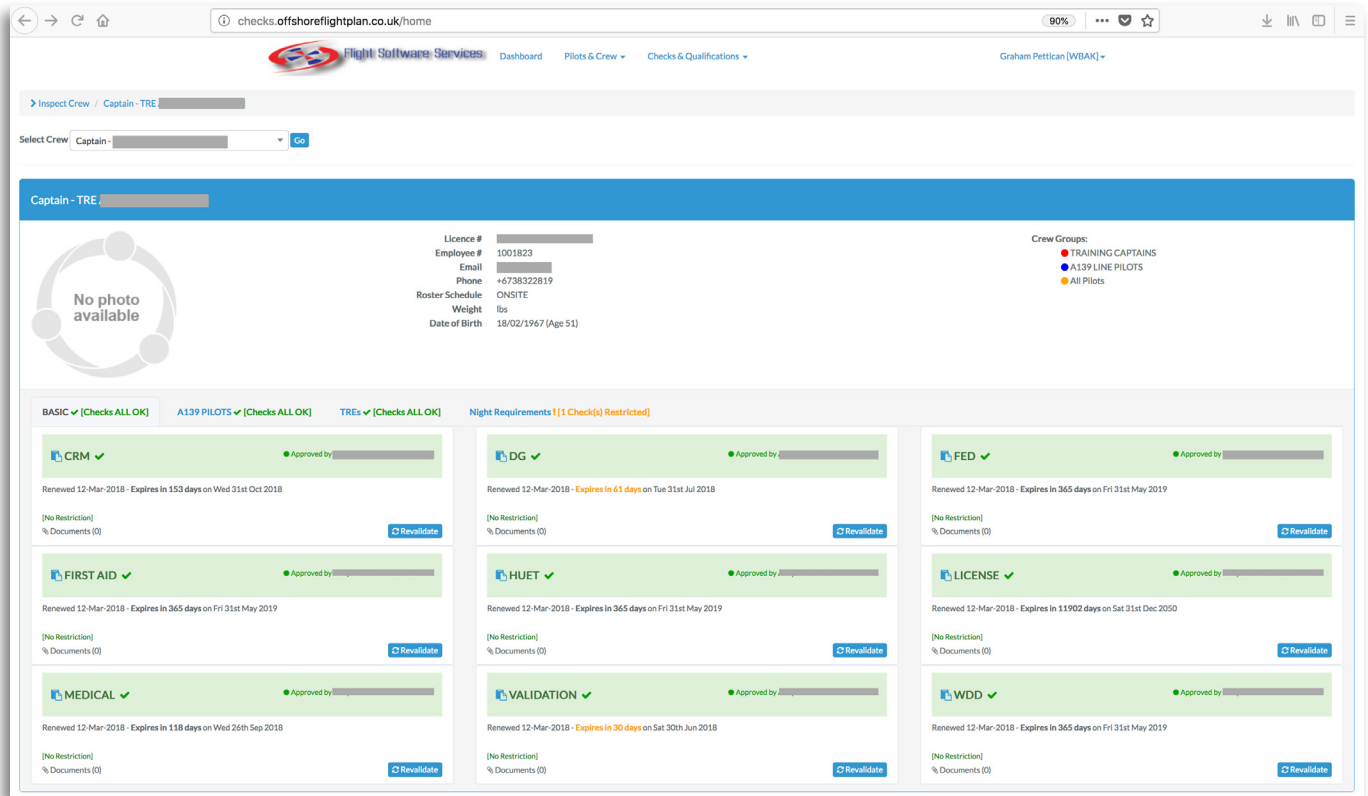 checks.offshoreflightplan.co.uk/home 90%
Flight Software Services Dashboard Pilots & Crew Checks & Qualifications Graham Pettican [WBAK]
Inspect Crew / Captain - TRE
Select Crew Captain - Go
Captain - TRE
No photo
available
Licence #
Employee # 1001823
Email
Phone +6738322819
Roster Schedule ONSITE
Weight lbs
Date of Birth 18/02/1967 (Age 51)
Crew Groups:
TRAINING CAPTAINS
A139 LINE PILOTS
All Pilots
BASIC ✔ [Checks ALL OK] A139 PILOTS ✔ [Checks ALL OK] TREs ✔ [Checks ALL OK] Night Requirements ! [1 Check(s) Restricted]
CRM ✔ Approved by
Renewed 12-Mar-2018 - Expires in 153 days on Wed 31st Oct 2018
[No Restriction]
Documents (0) Revalidate
DG ✔ Approved by
Renewed 12-Mar-2018 - Expires in 61 days on Tue 31st Jul 2018
[No Restriction]
Documents (0) Revalidate
FED ✔ Approved by
Renewed 12-Mar-2018 - Expires in 365 days on Fri 31st May 2019
[No Restriction]
Documents (0) Revalidate
FIRST AID ✔ Approved by
Renewed 12-Mar-2018 - Expires in 365 days on Fri 31st May 2019
[No Restriction]
Documents (0) Revalidate
HUET ✔ Approved by
Renewed 12-Mar-2018 - Expires in 365 days on Fri 31st May 2019
[No Restriction]
Documents (0) Revalidate
LICENSE ✔ Approved by
Renewed 12-Mar-2018 - Expires in 11902 days on Sat 31st Dec 2050
[No Restriction]
Documents (0) Revalidate
MEDICAL ✔ Approved by
Renewed 12-Mar-2018 - Expires in 118 days on Wed 26th Sep 2018
[No Restriction]
Documents (0) Revalidate
VALIDATION ✔ Approved by
Renewed 12-Mar-2018 - Expires in 30 days on Sat 30th Jun 2018
[No Restriction]
Documents (0) Revalidate
WDD ✔ Approved by
Renewed 12-Mar-2018 - Expires in 365 days on Fri 31st May 2019
[No Restriction]
Documents (0) Revalidate